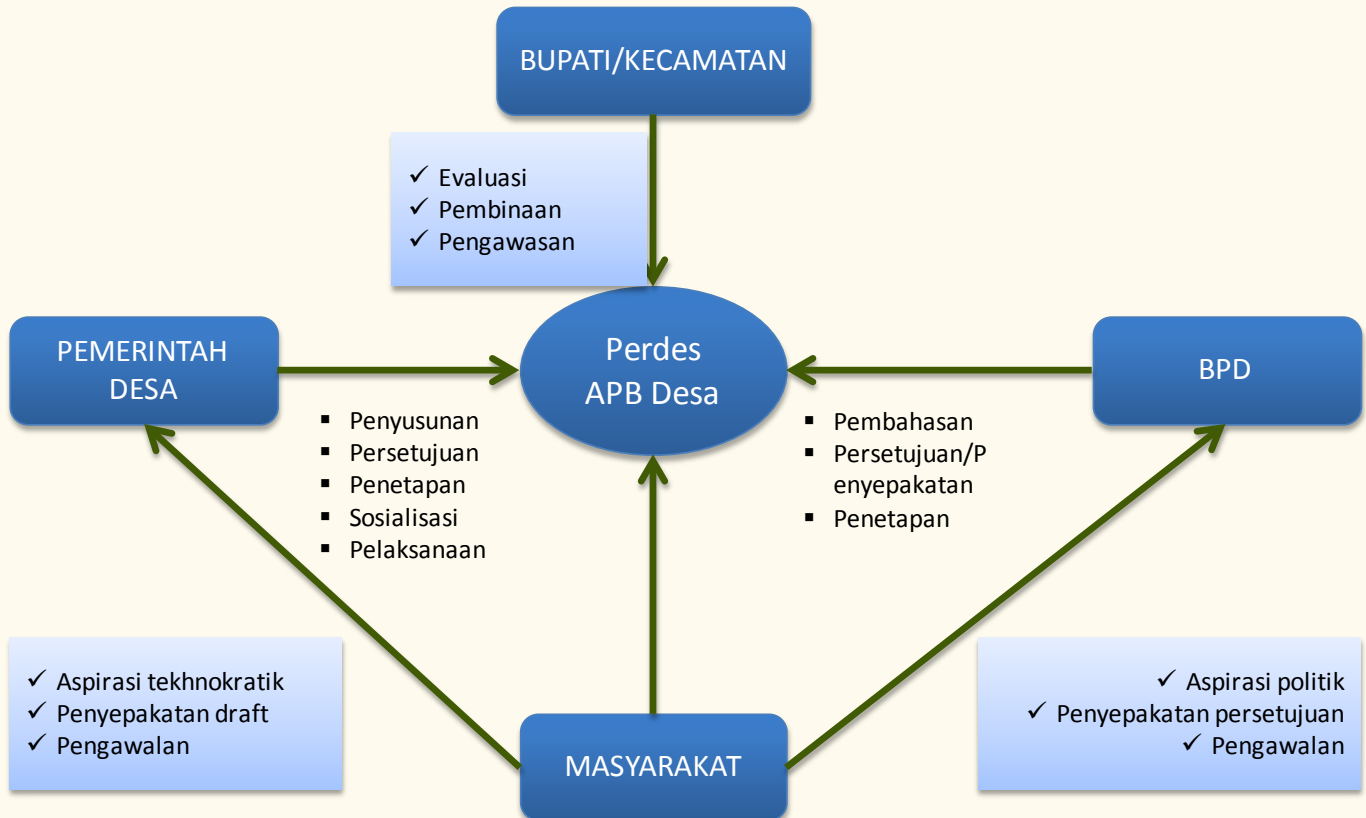 BUPATI/KECAMATAN
✓ Evaluasi
✓ Pembinaan
✓ Pengawasan
PEMERINTAH
DESA
Perdes
APB Desa
BPD
▪ Penyusunan
▪ Persetujuan
▪ Penetapan
▪ Sosialisasi
▪ Pelaksanaan
▪ Pembahasan
▪ Persetujuan/P
enyepakatan
▪ Penetapan
✓ Aspirasi tekhnokratik
✓ Penyepakatan draft
✓ Pengawalan
MASYARAKAT
✓ Aspirasi politik
✓ Penyepakatan persetujuan
✓ Pengawalan